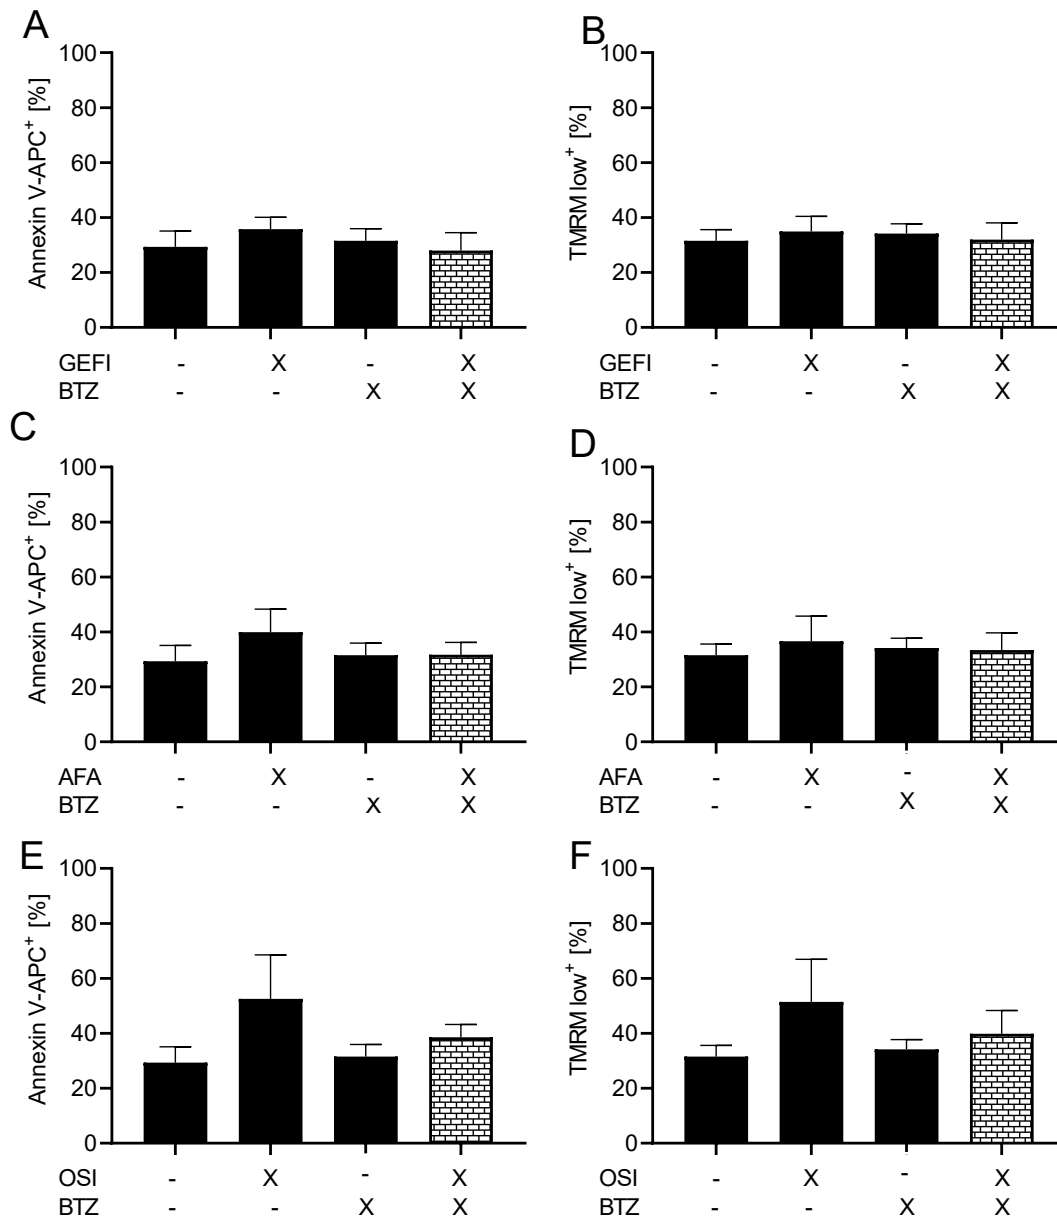 A
Annexin V-APC+ [%]
100
80
60
40
20
0
GEFI - X - X
BTZ - - X X
B
TMRM low+ [%]
100
80
60
40
20
0
GEFI - X - X
BTZ - - X X
C
Annexin V-APC+ [%]
100
80
60
40
20
0
AFA - X - X
BTZ - - X X
D
TMRM low+ [%]
100
80
60
40
20
0
AFA - X - X
BTZ - - X X
E
Annexin V-APC+ [%]
100
80
60
40
20
0
OSI - X - X
BTZ - - X X
F
TMRM low+ [%]
100
80
60
40
20
0
OSI - X - X
BTZ - - X X